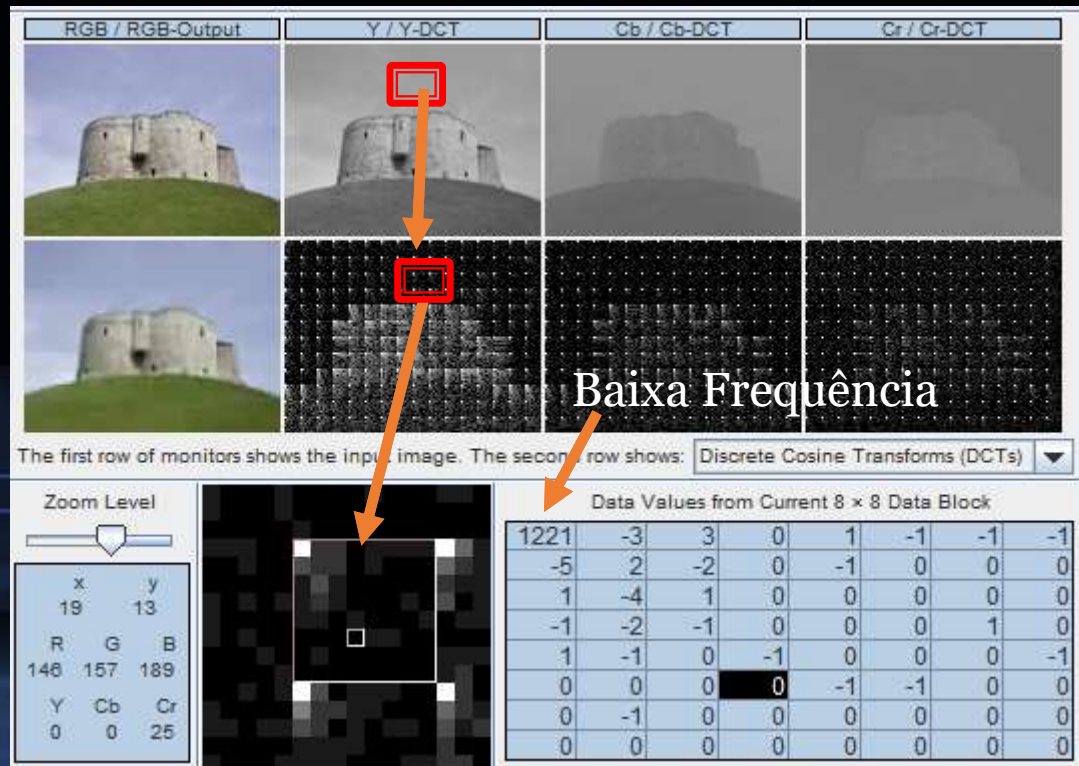 RGB / RGB-Output Y / Y-DCT Cb / Cb-DCT Cr / Cr-DCT
Baixa Frequência
The first row of monitors shows the input image. The second row shows: Discrete Cosine Transforms (DCTs)
Zoom Level
x y
19 13
R G B
146 157 189
Y Cb Cr
0 0 25
Data Values from Current 8 × 8 Data Block
1221 -3 3 0 1 -1 -1 -1
-5 2 -2 0 -1 0 0 0
1 -4 1 0 0 0 0 0
-1 -2 -1 0 0 0 1 0
1 -1 0 -1 0 0 0 -1
0 0 0 0 -1 -1 0 0
0 -1 0 0 0 0 0 0
0 0 0 0 0 0 0 0